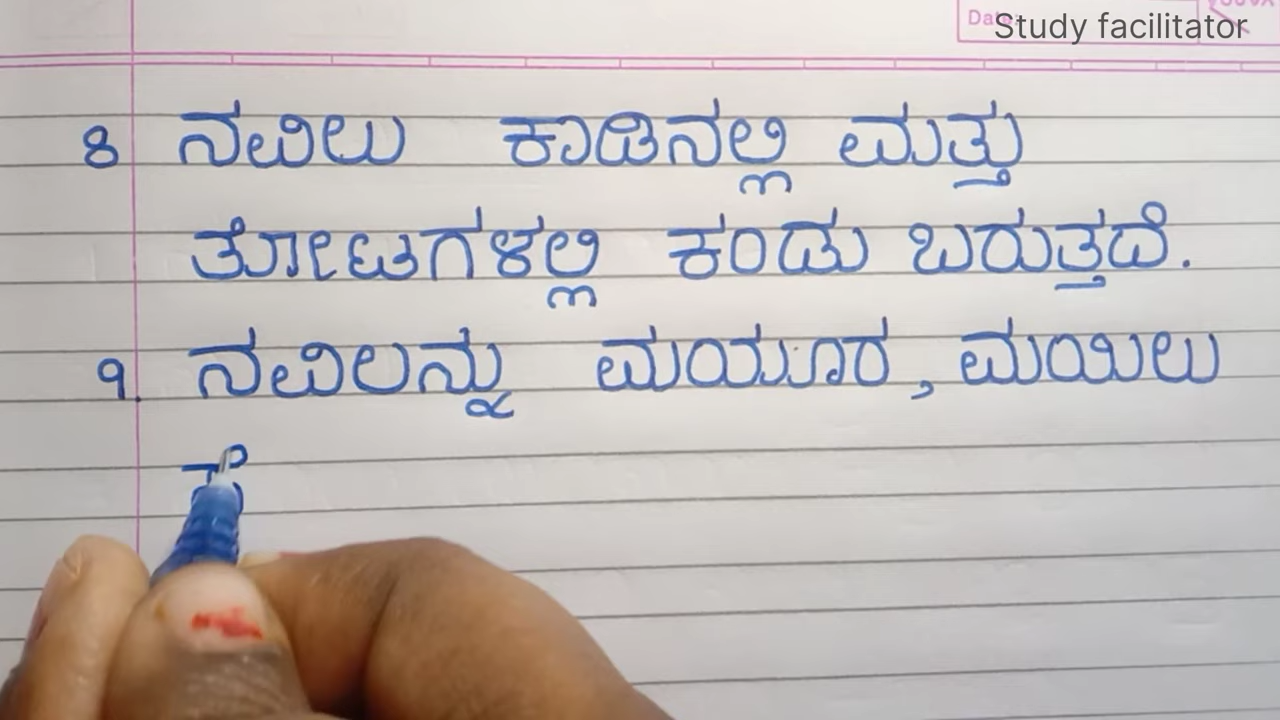 Study facilitator
8 ನವಿಲು ಕಾಡಿನಲ್ಲಿ ಮತ್ತು
ತೋಟಗಳಲ್ಲಿ ಕಂಡು ಬರುತ್ತದೆ.
9. ನವಿಲನ್ನು ಮಯೂರ, ಮಯಿಲು